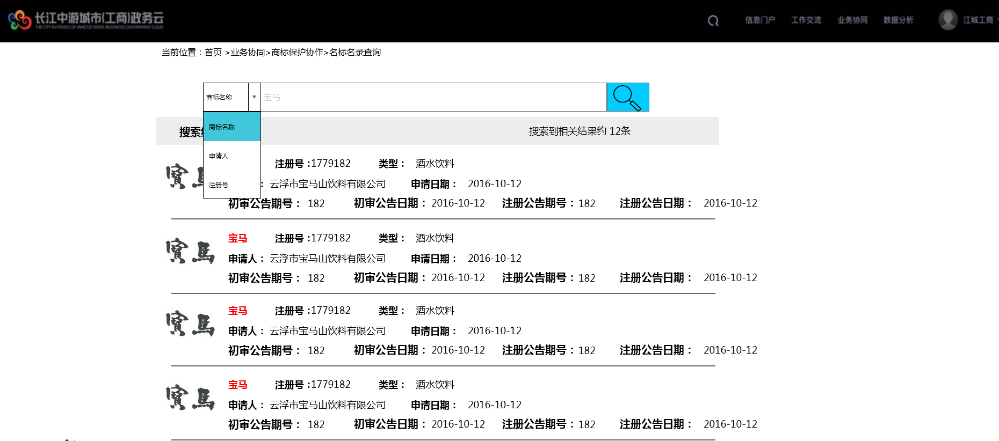 长江中游城市(工商)政务云
THE CITY IN MIDDLE OF YANGTZE RIVER (BUSINESS) GOVERNMENT CLOUD
信息门户 工作交流 业务协同 数据分析 江城工商
当前位置：首页 >业务协同>商标保护协作>名标名录查询
商标名称 宝马
商标名称
申请人
注册号
搜索 搜索到相关结果约 12条
寳馬
注册号：1779182 类型： 酒水饮料
： 云浮市宝马山饮料有限公司 申请日期： 2016-10-12
初审公告期号： 182 初审公告日期： 2016-10-12 注册公告期号： 182 注册公告日期： 2016-10-12
寳馬
宝马 注册号：1779182 类型： 酒水饮料
申请人： 云浮市宝马山饮料有限公司 申请日期： 2016-10-12
初审公告期号： 182 初审公告日期： 2016-10-12 注册公告期号： 182 注册公告日期： 2016-10-12
寳馬
宝马 注册号：1779182 类型： 酒水饮料
申请人： 云浮市宝马山饮料有限公司 申请日期： 2016-10-12
初审公告期号： 182 初审公告日期： 2016-10-12 注册公告期号： 182 注册公告日期： 2016-10-12
寳馬
宝马 注册号：1779182 类型： 酒水饮料
申请人： 云浮市宝马山饮料有限公司 申请日期： 2016-10-12
初审公告期号： 182 初审公告日期： 2016-10-12 注册公告期号： 182 注册公告日期： 2016-10-12